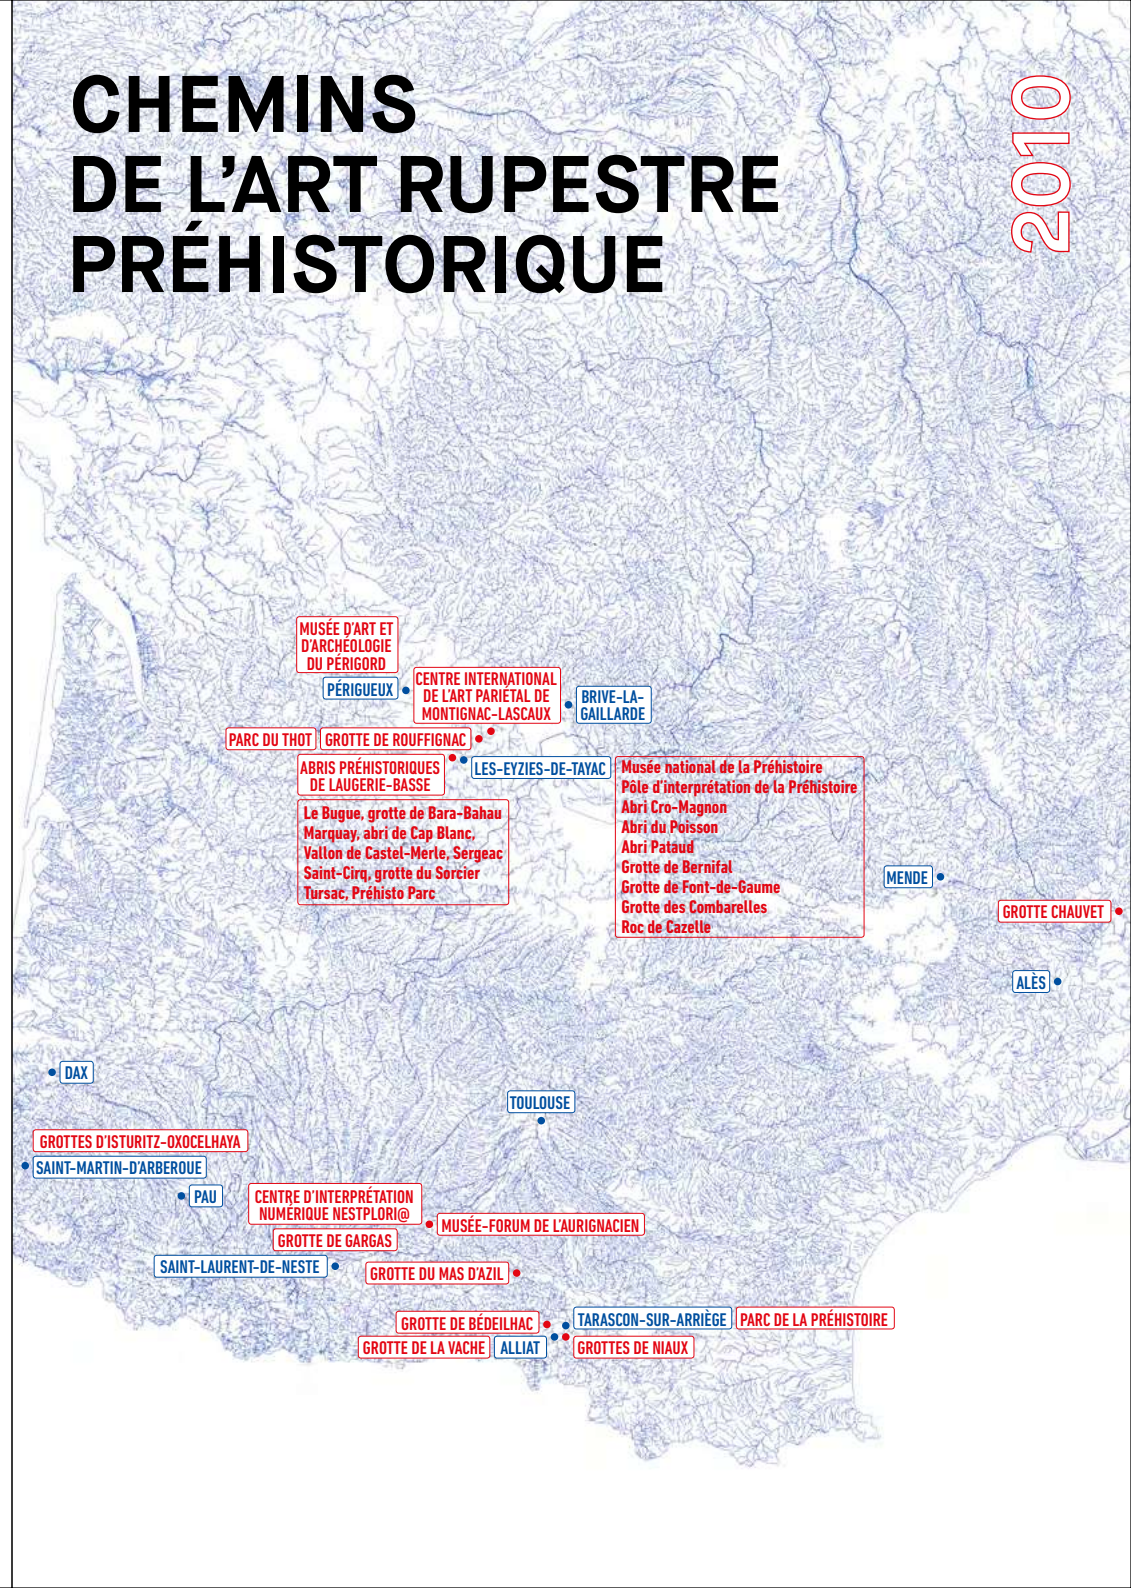 CHEMINS
DE L’ART RUPESTRE
PRÉHISTORIQUE
2010
MUSÉE D’ART ET
D’ARCHÉOLOGIE
DU PÉRIGORD
PÉRIGUEUX
CENTRE INTERNATIONAL
DE L’ART PARIÉTAL DE
MONTIGNAC-LASCAUX
BRIVE-LA-
GAILLARDE
PARC DU THOT
GROTTE DE ROUFFIGNAC
ABRIS PRÉHISTORIQUES
DE LAUGERIE-BASSE
LES-EYZIES-DE-TAYAC
Musée national de la Préhistoire
Pôle d’interprétation de la Préhistoire
Abri Cro-Magnon
Abri du Poisson
Abri Pataud
Grotte de Bernifal
Grotte de Font-de-Gaume
Grotte des Combarelles
Roc de Cazelle
Le Bugue, grotte de Bara-Bahau
Marquay, abri de Cap Blanc,
Vallon de Castel-Merle, Sergeac
Saint-Cirq, grotte du Sorcier
Tursac, Préhisto Parc
MENDE
GROTTE CHAUVET
ALÈS
DAX
TOULOUSE
GROTTES D’ISTURITZ-OXOCELHAYA
SAINT-MARTIN-D’ARBEROUE
PAU
CENTRE D’INTERPRÉTATION
NUMÉRIQUE NESTPLORI@
MUSÉE-FORUM DE L’AURIGNACIEN
GROTTE DE GARGAS
SAINT-LAURENT-DE-NESTE
GROTTE DU MAS D’AZIL
GROTTE DE BÉDEILHAC
TARASCON-SUR-ARRIÈGE
PARC DE LA PRÉHISTOIRE
GROTTE DE LA VACHE
ALLIAT
GROTTES DE NIAUX